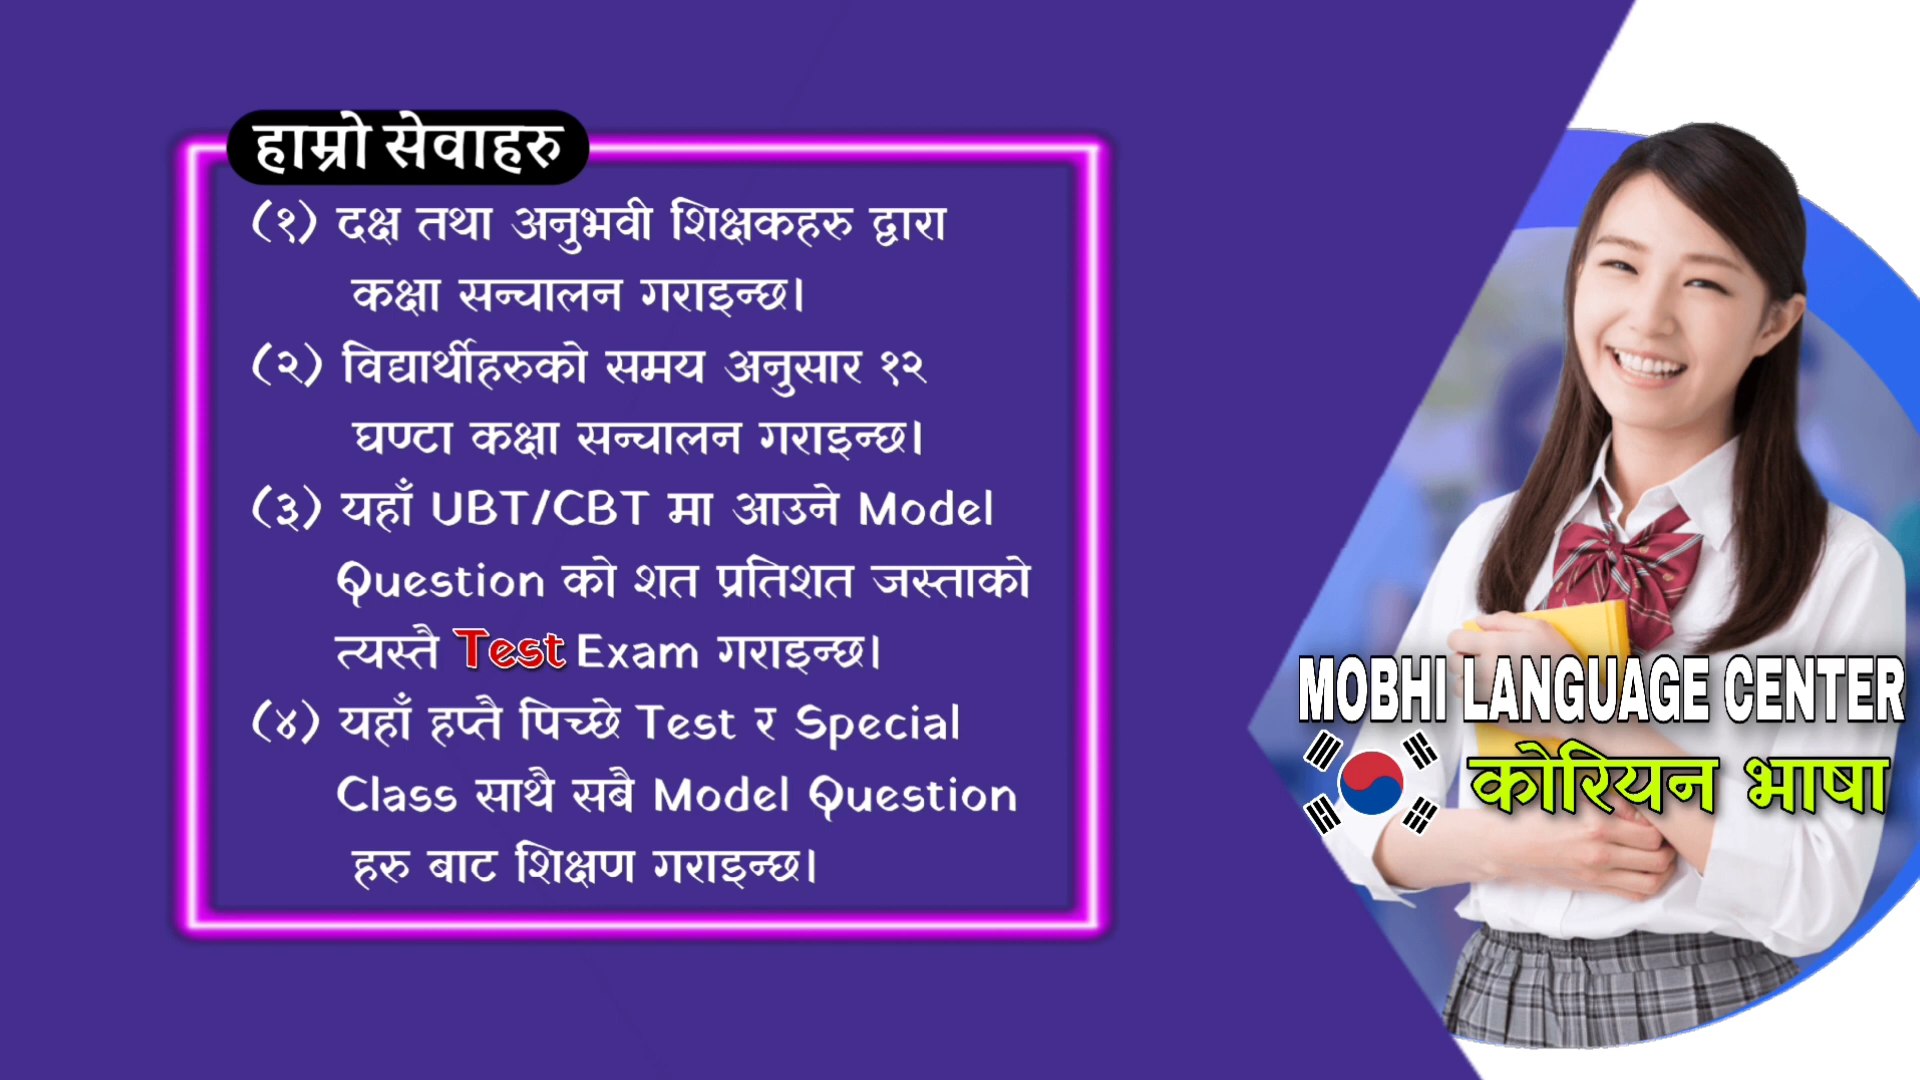 हाम्रो सेवाहरु
(१) दक्ष तथा अनुभवी शिक्षकहरु द्वारा
कक्षा सन्चालन गराइन्छ।
(२) विद्यार्थीहरुको समय अनुसार १२
घण्टा कक्षा सन्चालन गराइन्छ।
(३) यहाँ UBT/CBT मा आउने Model
Question को शत प्रतिशत जस्ताको
त्यस्तै Test Exam गराइन्छ।
(४) यहाँ हप्तै पिच्छे Test र Special
Class साथै सबै Model Question
हरु बाट शिक्षण गराइन्छ।
MOBHI LANGUAGE CENTER
कोरियन भाषा